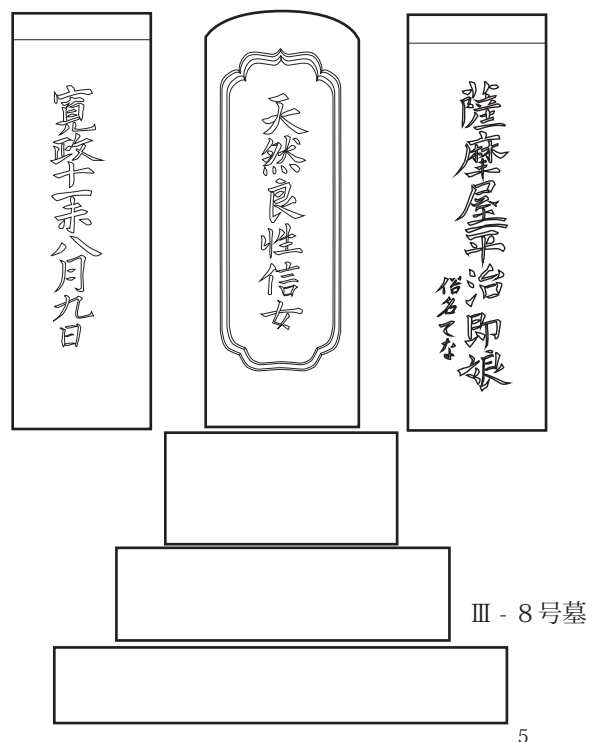 薩摩屋平治郎娘
俗名てな
天然良性信女
寛政十一未八月九日
Ⅲ - 8 号墓
5